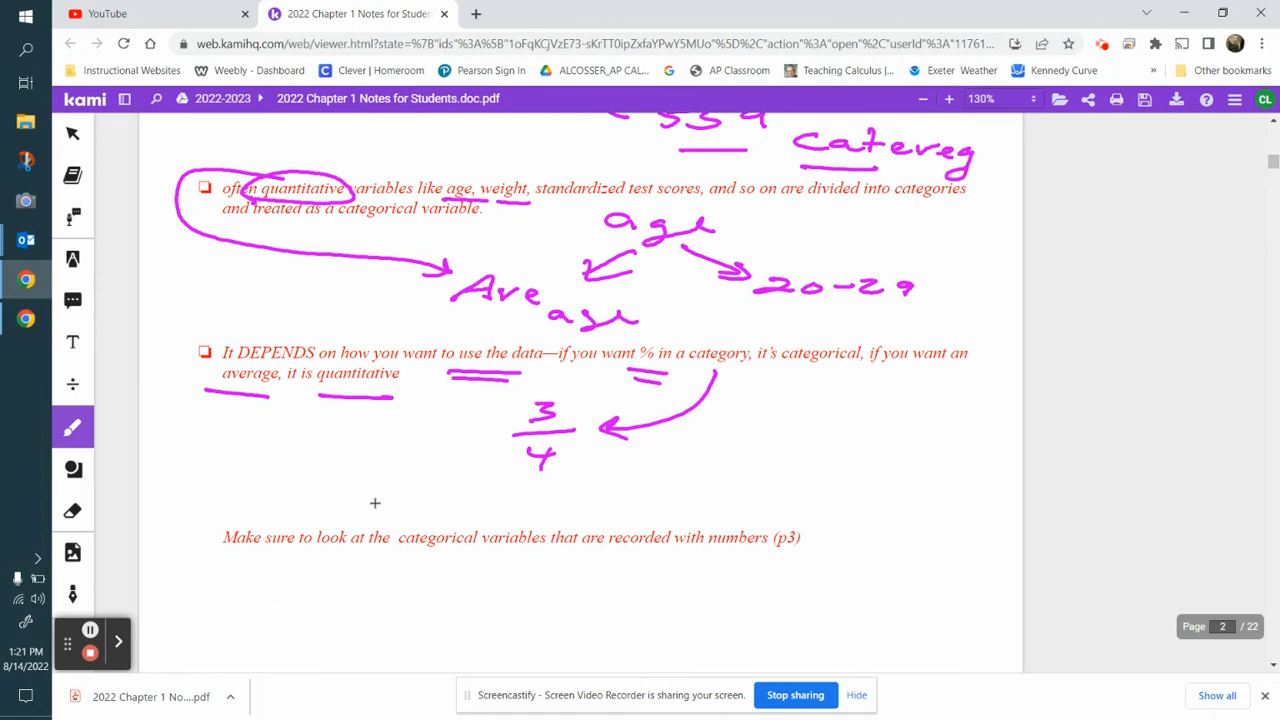 YouTube
2022 Chapter 1 Notes for Studen
web.kamihq.com/web/viewer.html?state=%7B"ids"%3A%5B"1oFqKCjVzE73-sKrTT0ipZxfaYPwY5MUo"%5D%2C"action"%3A"open"%2C"userId"%3A"11761...
Instructional Websites
Weebly - Dashboard
Clever | Homeroom
Pearson Sign In
ALCOSSER_AP CAL...
AP Classroom
Teaching Calculus |...
Exeter Weather
Kennedy Curve
Other bookmarks
kami
2022-2023
2022 Chapter 1 Notes for Students.doc.pdf
130%
Catereg
often quantitative variables like age, weight, standardized test scores, and so on are divided into categories
and treated as a categorical variable.
age
Ave
age
20-29
It DEPENDS on how you want to use the data—if you want % in a category, it's categorical, if you want an
average, it is quantitative
3
4
Make sure to look at the categorical variables that are recorded with numbers (p3)
Page 2 / 22
1:21 PM
8/14/2022
2022 Chapter 1 No....pdf
Screencastify - Screen Video Recorder is sharing your screen.
Stop sharing
Hide
Show all